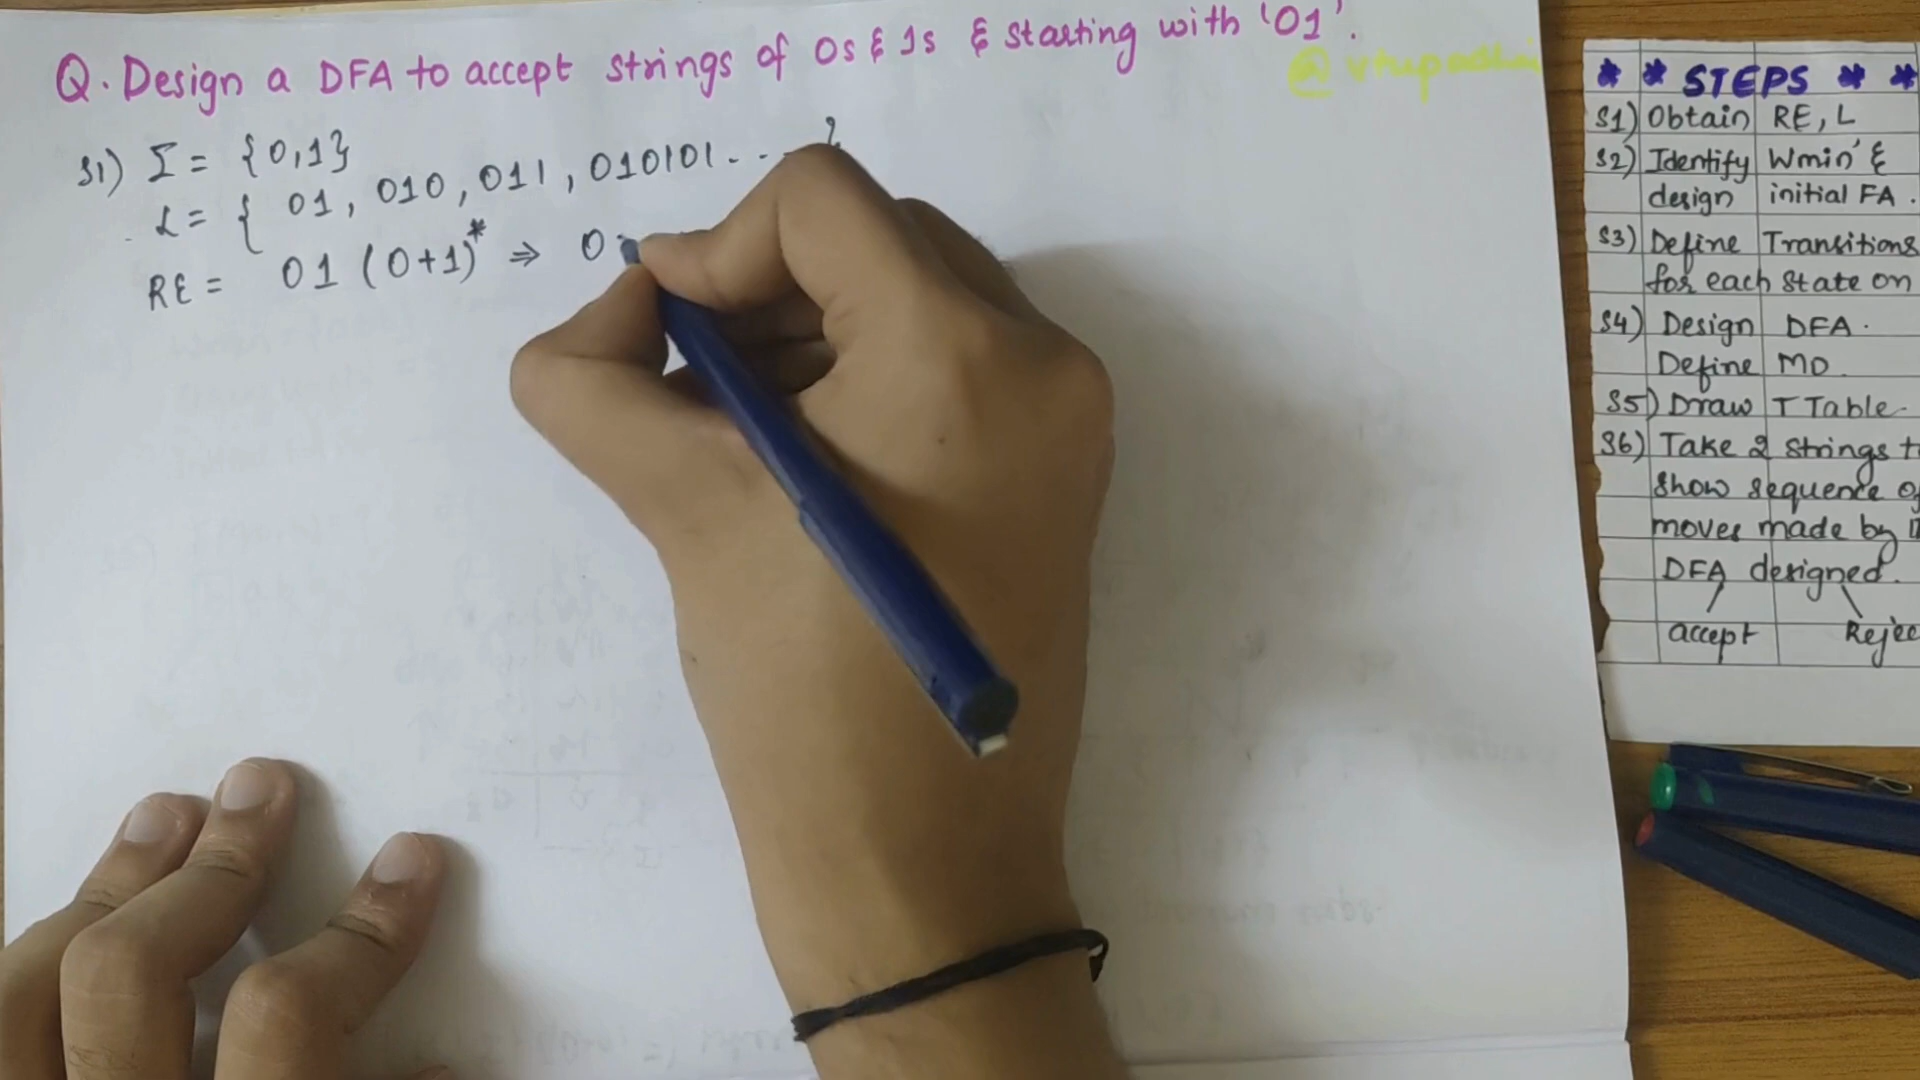 Q. Design a DFA to accept strings of 0s & 1s & starting with '01'.
S1) Σ = {0,1}
L = { 01, 010, 011, 010101. . . }
RE = 01 (0+1)* ⇒ 0
* * STEPS * *
S1) Obtain RE, L
S2) Identify Wmin' &
design initial FA.
S3) Define Transitions
for each state on
S4) Design DFA.
Define MD.
S5) Draw T Table.
S6) Take 2 strings
show sequence
moves made by
DFA designed.
accept